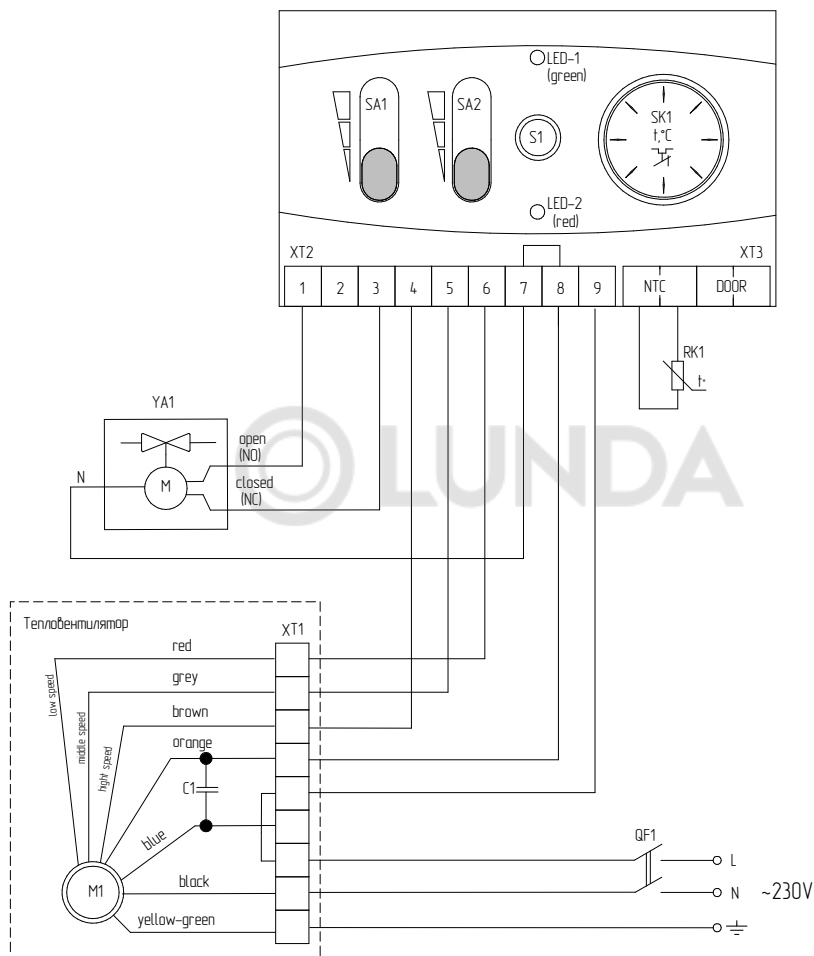 LED-1
(green)
SA1
SA2
S1
SK1
t,°C
LED-2
(red)
XT2
XT3
1 2 3 4 5 6 7 8 9 NTC DOOR
RK1
t°
YA1
open
(NO)
N
M
closed
(NC)
LUNDA
Тепловентилятор
XT1
red
low speed
grey
middle speed
brown
hight speed
orange
C1
blue
QF1
L
M1
black
N ~230V
yellow-green